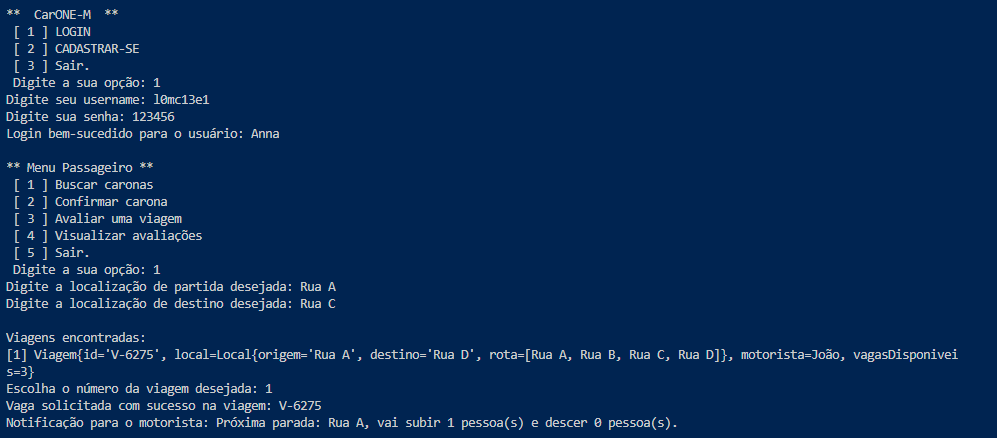 **  CarONE-M  **
 [ 1 ] LOGIN
 [ 2 ] CADASTRAR-SE
 [ 3 ] Sair.
 Digite a sua opção: 1
Digite seu username: l0mc13e1
Digite sua senha: 123456
Login bem-sucedido para o usuário: Anna

** Menu Passageiro **
 [ 1 ] Buscar caronas
 [ 2 ] Confirmar carona
 [ 3 ] Avaliar uma viagem
 [ 4 ] Visualizar avaliações
 [ 5 ] Sair.
 Digite a sua opção: 1
Digite a localização de partida desejada: Rua A
Digite a localização de destino desejada: Rua C

Viagens encontradas:
[1] Viagem{id='V-6275', local=Local{origem='Rua A', destino='Rua D', rota=[Rua A, Rua B, Rua C, Rua D]}, motorista=João, vagasDisponivei
s=3}
Escolha o número da viagem desejada: 1
Vaga solicitada com sucesso na viagem: V-6275
Notificação para o motorista: Próxima parada: Rua A, vai subir 1 pessoa(s) e descer 0 pessoa(s).